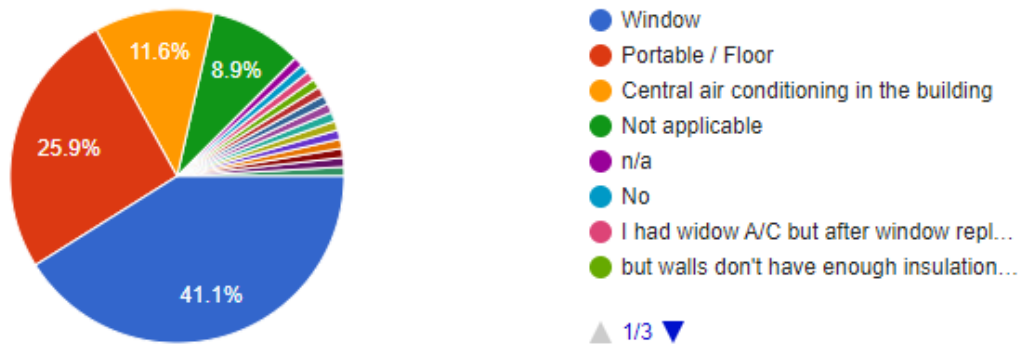 11.6%
8.9%
25.9%
41.1%
Window
Portable / Floor
Central air conditioning in the building
Not applicable
n/a
No
I had widow A/C but after window repl...
but walls don't have enough insulation...
1/3